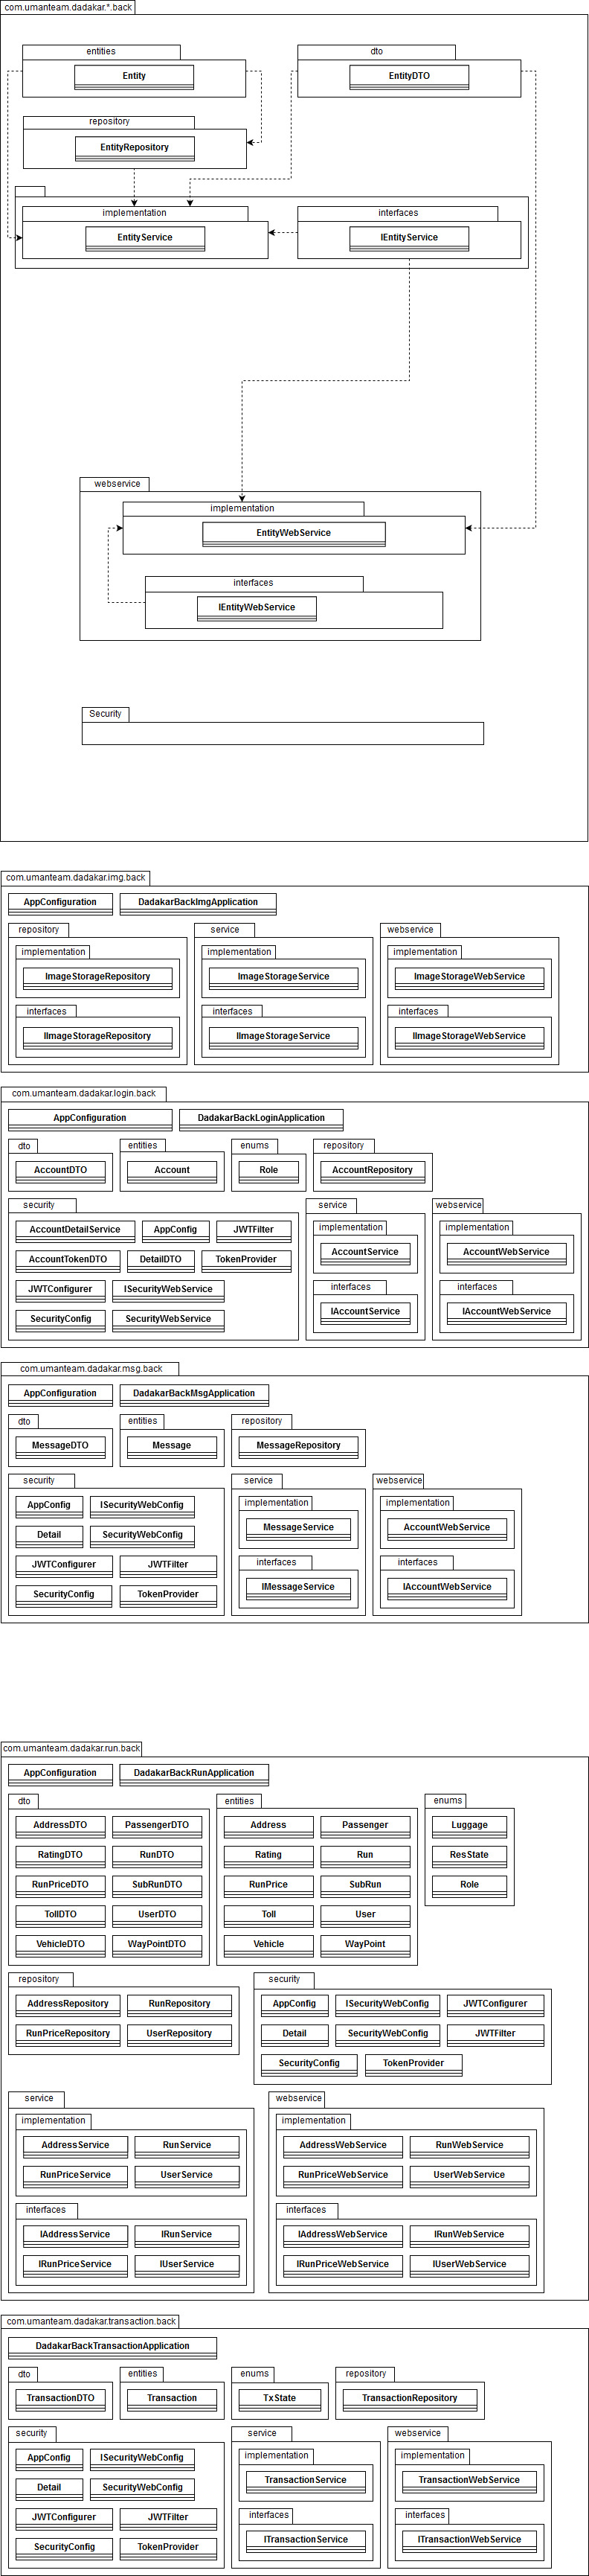 com.umanteam.dadakar.*.back
entities
dto
Entity
EntityDTO
repository
EntityRepository
implementation
interfaces
EntityService
IEntityService
webservice
implementation
EntityWebService
interfaces
IEntityWebService
Security
com.umanteam.dadakar.img.back
AppConfiguration
DadakarBackImgApplication
repository
service
webservice
implementation
implementation
implementation
ImageStorageRepository
ImageStorageService
ImageStorageWebService
interfaces
interfaces
interfaces
IImageStorageRepository
IImageStorageService
IImageStorageWebService
com.umanteam.dadakar.login.back
AppConfiguration
DadakarBackLoginApplication
dto
entities
enums
repository
AccountDTO
Account
Role
AccountRepository
security
service
webservice
AccountDetailService
AppConfig
JWTFilter
implementation
implementation
AccountTokenDTO
DetailDTO
TokenProvider
AccountService
AccountWebService
JWTConfigurer
ISecurityWebService
interfaces
interfaces
SecurityConfig
SecurityWebService
IAccountService
IAccountWebService
com.umanteam.dadakar.msg.back
AppConfiguration
DadakarBackMsgApplication
dto
entities
repository
MessageDTO
Message
MessageRepository
security
service
webservice
AppConfig
ISecurityWebConfig
implementation
implementation
Detail
SecurityWebConfig
MessageService
AccountWebService
JWTConfigurer
JWTFilter
interfaces
interfaces
SecurityConfig
TokenProvider
IMessageService
IAccountWebService
com.umanteam.dadakar.run.back
AppConfiguration
DadakarBackRunApplication
dto
entities
enums
AddressDTO
PassengerDTO
Address
Passenger
Luggage
RatingDTO
RunDTO
Rating
Run
ResState
RunPriceDTO
SubRunDTO
RunPrice
SubRun
Role
TollDTO
UserDTO
Toll
User
VehicleDTO
WayPointDTO
Vehicle
WayPoint
repository
security
AddressRepository
RunRepository
AppConfig
ISecurityWebConfig
JWTConfigurer
RunPriceRepository
UserRepository
Detail
SecurityWebConfig
JWTFilter
SecurityConfig
TokenProvider
service
webservice
implementation
implementation
AddressService
RunService
AddressWebService
RunWebService
RunPriceService
UserService
RunPriceWebService
UserWebService
interfaces
interfaces
IAddressService
IRunService
IAddressWebService
IRunWebService
IRunPriceService
IUserService
IRunPriceWebService
IUserWebService
com.umanteam.dadakar.transaction.back
DadakarBackTransactionApplication
dto
entities
enums
repository
TransactionDTO
Transaction
TxState
TransactionRepository
security
service
webservice
AppConfig
ISecurityWebConfig
implementation
implementation
Detail
SecurityWebConfig
TransactionService
TransactionWebService
JWTConfigurer
JWTFilter
interfaces
interfaces
SecurityConfig
TokenProvider
ITransactionService
ITransactionWebService